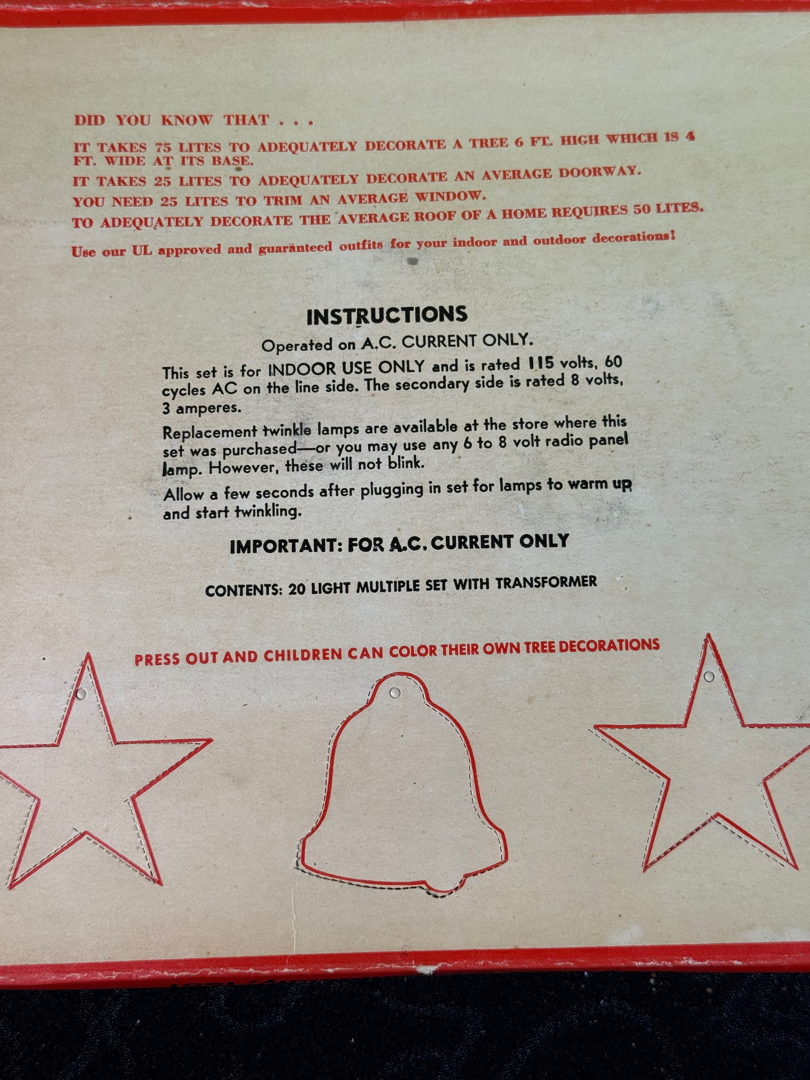 DID YOU KNOW THAT . . .
IT TAKES 75 LITES TO ADEQUATELY DECORATE A TREE 6 FT. HIGH WHICH IS 4
FT. WIDE AT ITS BASE.
IT TAKES 25 LITES TO ADEQUATELY DECORATE AN AVERAGE DOORWAY.
YOU NEED 25 LITES TO TRIM AN AVERAGE WINDOW.
TO ADEQUATELY DECORATE THE AVERAGE ROOF OF A HOME REQUIRES 50 LITES.
Use our UL approved and guaranteed outfits for your indoor and outdoor decorations!
INSTRUCTIONS
Operated on A.C. CURRENT ONLY.
This set is for INDOOR USE ONLY and is rated 115 volts, 60
cycles AC on the line side. The secondary side is rated 8 volts,
3 amperes.
Replacement twinkle lamps are available at the store where this
set was purchased—or you may use any 6 to 8 volt radio panel
lamp. However, these will not blink.
Allow a few seconds after plugging in set for lamps to warm up
and start twinkling.
IMPORTANT: FOR A.C. CURRENT ONLY
CONTENTS: 20 LIGHT MULTIPLE SET WITH TRANSFORMER
PRESS OUT AND CHILDREN CAN COLOR THEIR OWN TREE DECORATIONS